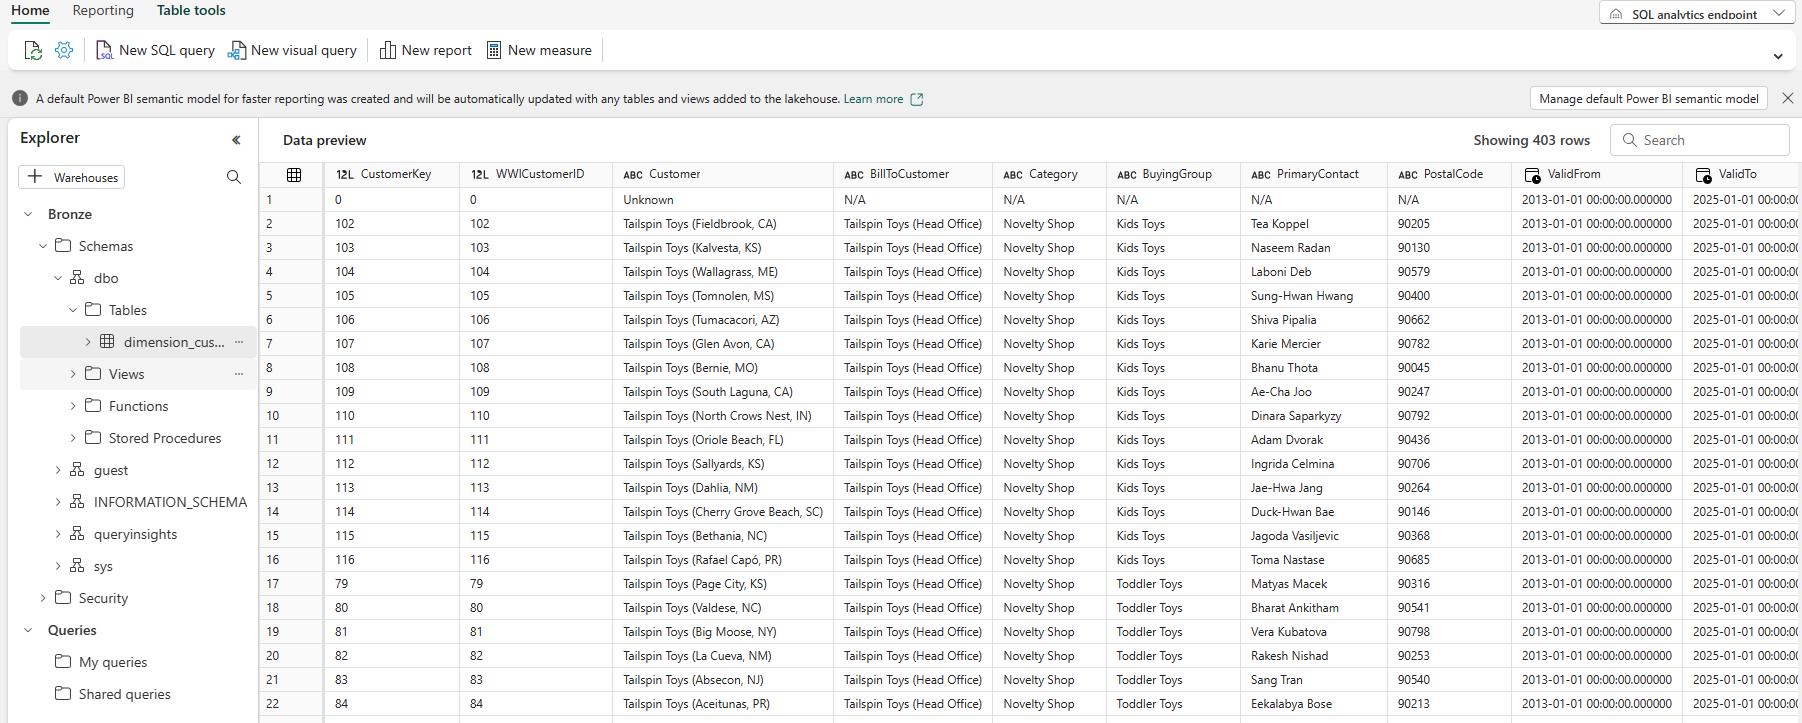 Home Reporting Table tools SQL analytics endpoint
New SQL query New visual query New report New measure
A default Power BI semantic model for faster reporting was created and will be automatically updated with any tables and views added to the lakehouse. Learn more Manage default Power BI semantic model
Explorer
Warehouses
Bronze
Schemas
dbo
Tables
dimension_cus... ...
Views ...
Functions
Stored Procedures
guest
INFORMATION_SCHEMA
queryinsights
sys
Security
Queries
My queries
Shared queries
Data preview Showing 403 rows Search
12L CustomerKey 12L WWICustomerID ABC Customer ABC BillToCustomer ABC Category ABC BuyingGroup ABC PrimaryContact ABC PostalCode ValidFrom ValidTo
1 0 0 Unknown N/A N/A N/A N/A N/A 2013-01-01 00:00:00.000000 2025-01-01 00:00:0
2 102 102 Tailspin Toys (Fieldbrook, CA) Tailspin Toys (Head Office) Novelty Shop Kids Toys Tea Koppel 90205 2013-01-01 00:00:00.000000 2025-01-01 00:00:0
3 103 103 Tailspin Toys (Kalvesta, KS) Tailspin Toys (Head Office) Novelty Shop Kids Toys Naseem Radan 90130 2013-01-01 00:00:00.000000 2025-01-01 00:00:0
4 104 104 Tailspin Toys (Wallagrass, ME) Tailspin Toys (Head Office) Novelty Shop Kids Toys Laboni Deb 90579 2013-01-01 00:00:00.000000 2025-01-01 00:00:0
5 105 105 Tailspin Toys (Tomnolen, MS) Tailspin Toys (Head Office) Novelty Shop Kids Toys Sung-Hwan Hwang 90400 2013-01-01 00:00:00.000000 2025-01-01 00:00:0
6 106 106 Tailspin Toys (Tumacacori, AZ) Tailspin Toys (Head Office) Novelty Shop Kids Toys Shiva Pipalia 90662 2013-01-01 00:00:00.000000 2025-01-01 00:00:0
7 107 107 Tailspin Toys (Glen Avon, CA) Tailspin Toys (Head Office) Novelty Shop Kids Toys Karie Mercier 90782 2013-01-01 00:00:00.000000 2025-01-01 00:00:0
8 108 108 Tailspin Toys (Bernie, MO) Tailspin Toys (Head Office) Novelty Shop Kids Toys Bhanu Thota 90045 2013-01-01 00:00:00.000000 2025-01-01 00:00:0
9 109 109 Tailspin Toys (South Laguna, CA) Tailspin Toys (Head Office) Novelty Shop Kids Toys Ae-Cha Joo 90247 2013-01-01 00:00:00.000000 2025-01-01 00:00:0
10 110 110 Tailspin Toys (North Crows Nest, IN) Tailspin Toys (Head Office) Novelty Shop Kids Toys Dinara Saparkyzy 90792 2013-01-01 00:00:00.000000 2025-01-01 00:00:0
11 111 111 Tailspin Toys (Oriole Beach, FL) Tailspin Toys (Head Office) Novelty Shop Kids Toys Adam Dvorak 90436 2013-01-01 00:00:00.000000 2025-01-01 00:00:0
12 112 112 Tailspin Toys (Sallyards, KS) Tailspin Toys (Head Office) Novelty Shop Kids Toys Ingrida Celmina 90706 2013-01-01 00:00:00.000000 2025-01-01 00:00:0
13 113 113 Tailspin Toys (Dahlia, NM) Tailspin Toys (Head Office) Novelty Shop Kids Toys Jae-Hwa Jang 90264 2013-01-01 00:00:00.000000 2025-01-01 00:00:0
14 114 114 Tailspin Toys (Cherry Grove Beach, SC) Tailspin Toys (Head Office) Novelty Shop Kids Toys Duck-Hwan Bae 90146 2013-01-01 00:00:00.000000 2025-01-01 00:00:0
15 115 115 Tailspin Toys (Bethania, NC) Tailspin Toys (Head Office) Novelty Shop Kids Toys Jagoda Vasiljevic 90368 2013-01-01 00:00:00.000000 2025-01-01 00:00:0
16 116 116 Tailspin Toys (Rafael Capó, PR) Tailspin Toys (Head Office) Novelty Shop Kids Toys Toma Nastase 90685 2013-01-01 00:00:00.000000 2025-01-01 00:00:0
17 79 79 Tailspin Toys (Page City, KS) Tailspin Toys (Head Office) Novelty Shop Toddler Toys Matyas Macek 90316 2013-01-01 00:00:00.000000 2025-01-01 00:00:0
18 80 80 Tailspin Toys (Valdese, NC) Tailspin Toys (Head Office) Novelty Shop Toddler Toys Bharat Ankitham 90541 2013-01-01 00:00:00.000000 2025-01-01 00:00:0
19 81 81 Tailspin Toys (Big Moose, NY) Tailspin Toys (Head Office) Novelty Shop Toddler Toys Vera Kubatova 90798 2013-01-01 00:00:00.000000 2025-01-01 00:00:0
20 82 82 Tailspin Toys (La Cueva, NM) Tailspin Toys (Head Office) Novelty Shop Toddler Toys Rakesh Nishad 90253 2013-01-01 00:00:00.000000 2025-01-01 00:00:0
21 83 83 Tailspin Toys (Absecon, NJ) Tailspin Toys (Head Office) Novelty Shop Toddler Toys Sang Tran 90540 2013-01-01 00:00:00.000000 2025-01-01 00:00:0
22 84 84 Tailspin Toys (Aceitunas, PR) Tailspin Toys (Head Office) Novelty Shop Toddler Toys Eekalabya Bose 90213 2013-01-01 00:00:00.000000 2025-01-01 00:00:0